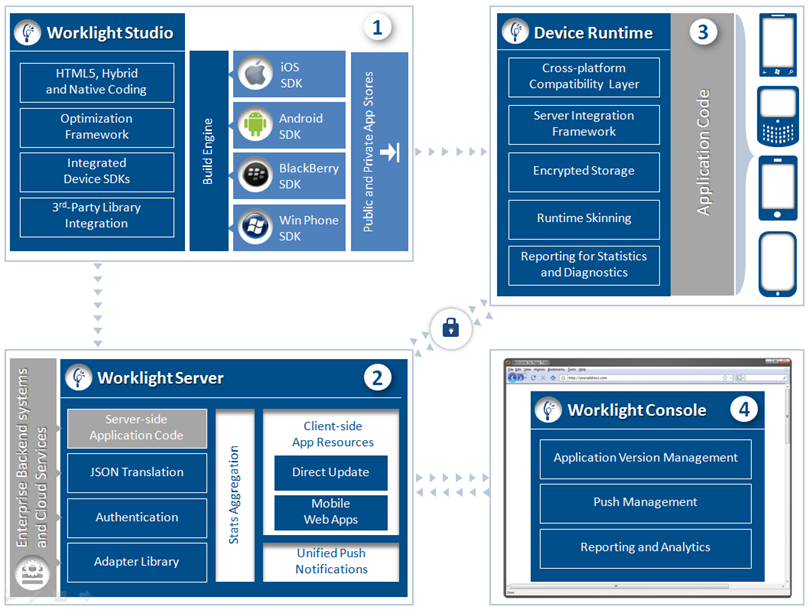 Worklight Studio
1
HTML5, Hybrid
and Native Coding
Optimization
Framework
Integrated
Device SDKs
3rd-Party Library
Integration
Build Engine
iOS
SDK
Android
SDK
BlackBerry
SDK
Win Phone
SDK
Public and Private App Stores
Device Runtime
3
Cross-platform
Compatibility Layer
Server Integration
Framework
Encrypted Storage
Runtime Skinning
Reporting for Statistics
and Diagnostics
Application Code
Enterprise Backend systems
and Cloud Services
Worklight Server
2
Server-side
Application Code
JSON Translation
Authentication
Adapter Library
Stats Aggregation
Client-side
App Resources
Direct Update
Mobile
Web Apps
Unified Push
Notifications
Worklight Console
4
Application Version Management
Push Management
Reporting and Analytics